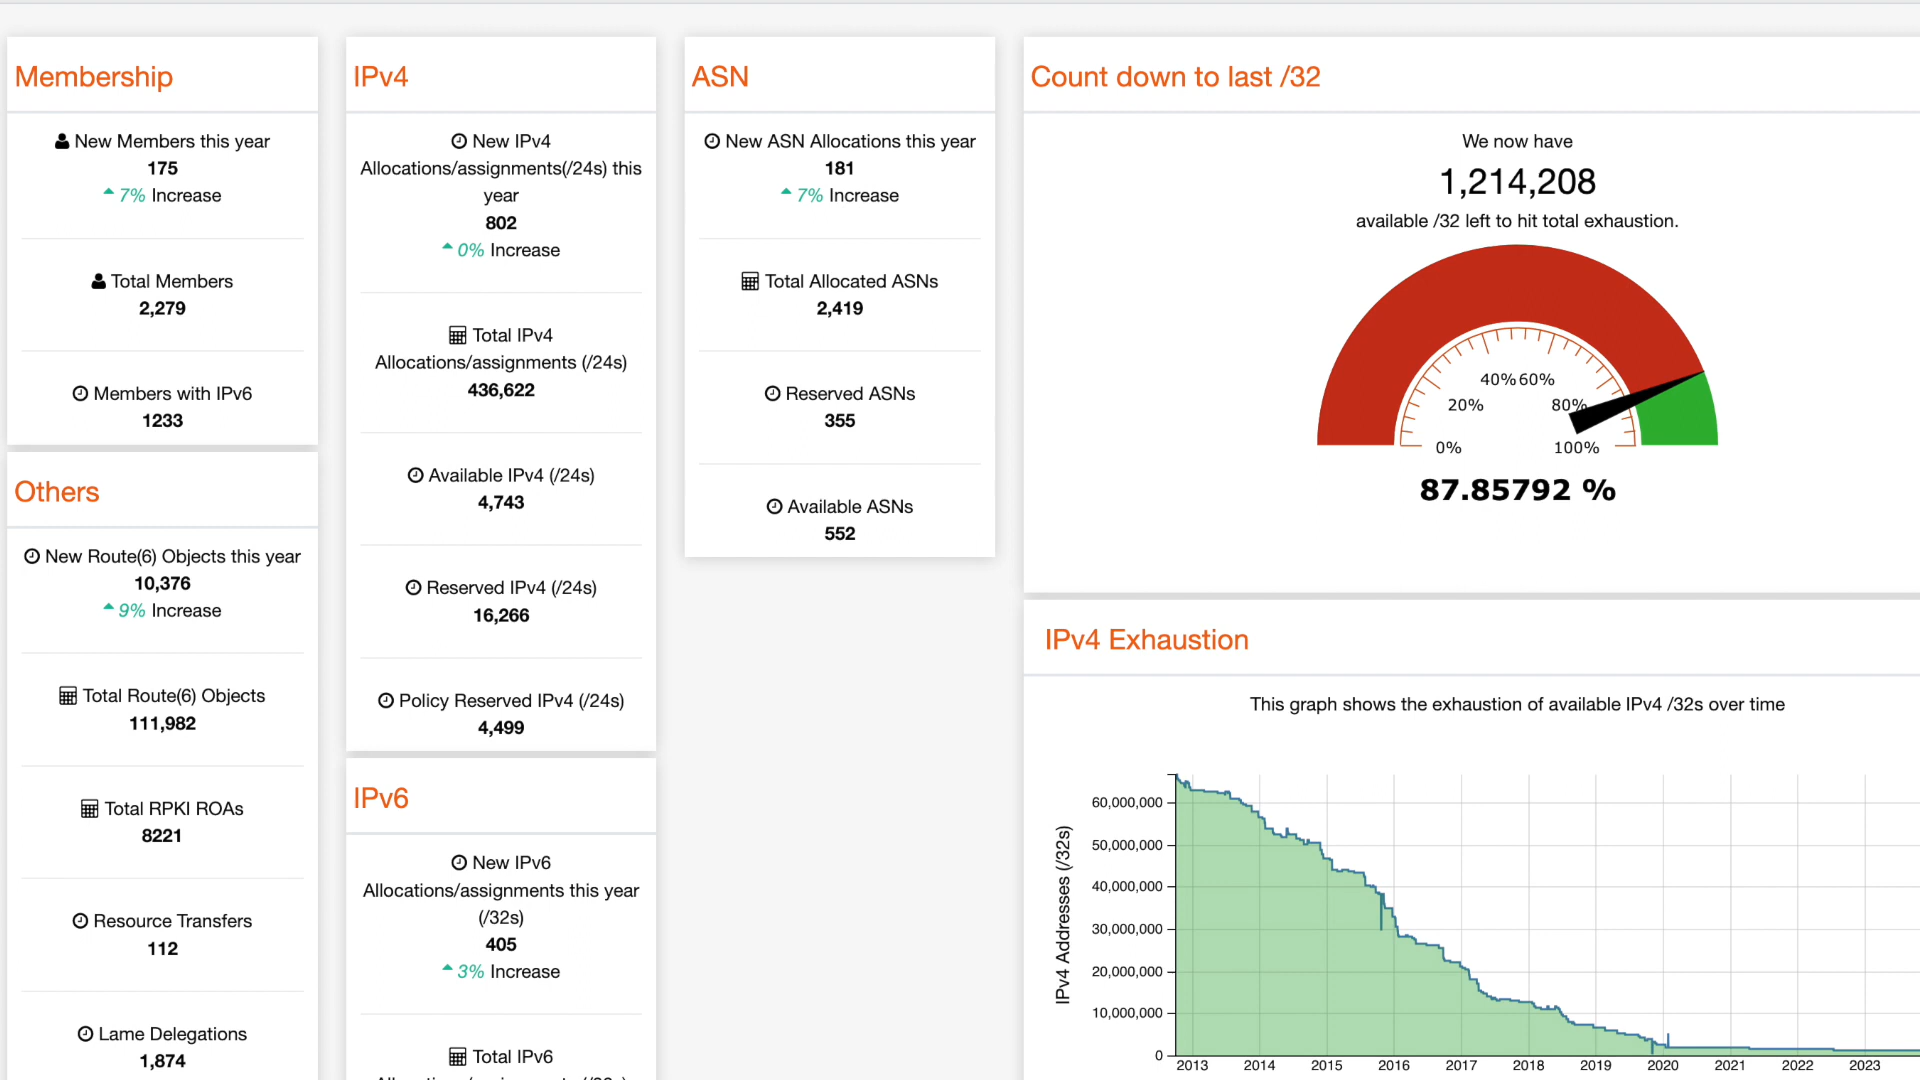 Membership
New Members this year
175
7% Increase
Total Members
2,279
Members with IPv6
1233
Others
New Route(6) Objects this year
10,376
9% Increase
Total Route(6) Objects
111,982
Total RPKI ROAs
8221
Resource Transfers
112
Lame Delegations
1,874
IPv4
New IPv4
Allocations/assignments(/24s) this
year
802
0% Increase
Total IPv4
Allocations/assignments (/24s)
436,622
Available IPv4 (/24s)
4,743
Reserved IPv4 (/24s)
16,266
Policy Reserved IPv4 (/24s)
4,499
IPv6
New IPv6
Allocations/assignments this year
(/32s)
405
3% Increase
Total IPv6
ASN
New ASN Allocations this year
181
7% Increase
Total Allocated ASNs
2,419
Reserved ASNs
355
Available ASNs
552
Count down to last /32
We now have
1,214,208
available /32 left to hit total exhaustion.
40% 60%
20% 80%
0% 100%
87.85792 %
IPv4 Exhaustion
This graph shows the exhaustion of available IPv4 /32s over time
IPv4 Addresses (/32s)
60,000,000
50,000,000
40,000,000
30,000,000
20,000,000
10,000,000
0
2013 2014 2015 2016 2017 2018 2019 2020 2021 2022 2023